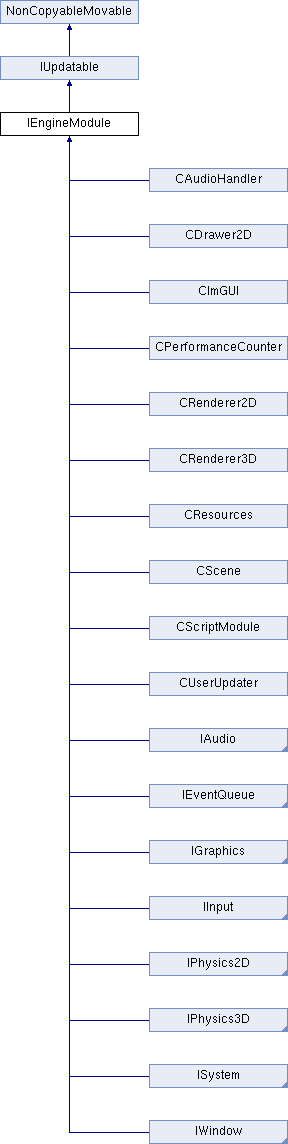 NonCopyableMovable
IUpdatable
IEngineModule
CAudioHandler
CDrawer2D
CImGUI
CPerformanceCounter
CRenderer2D
CRenderer3D
CResources
CScene
CScriptModule
CUserUpdater
IAudio
IEventQueue
IGraphics
IInput
IPhysics2D
IPhysics3D
ISystem
IWindow